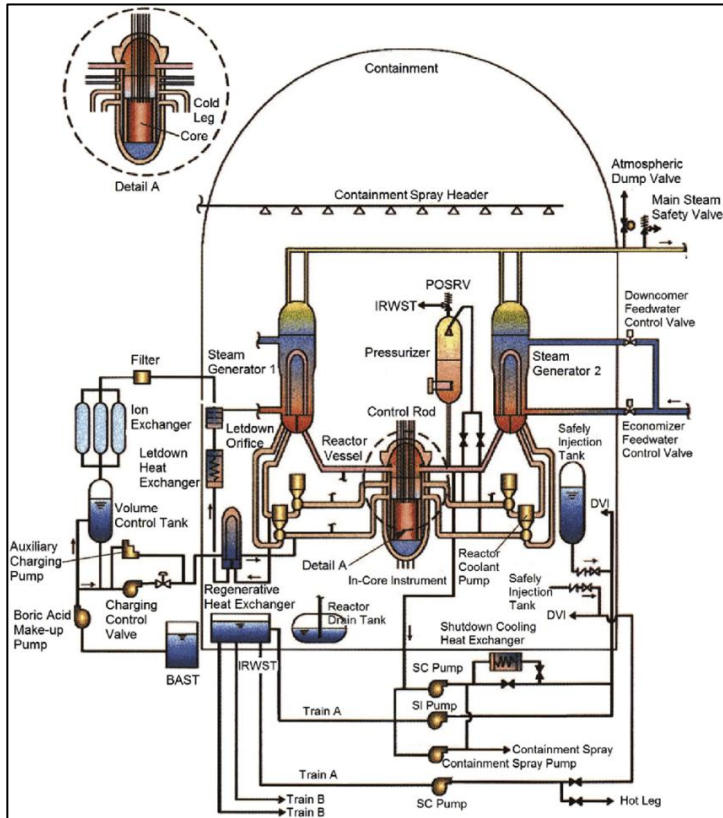 Cold
Leg
Core
Detail A
Containment
Containment Spray Header
Atmospheric
Dump Valve
Main Steam
Safety Valve
POSRV
IRWST
Pressurizer
Downcomer
Feedwater
Control Valve
Steam
Generator 1
Steam
Generator 2
Filter
Ion
Exchanger
Letdown
Orifice
Control Rod
Reactor
Vessel
Letdown Heat
Exchanger
Safely Injection
Tank
Economizer
Feedwater
Control Valve
Volume
Control Tank
DVI
Auxiliary
Charging
Pump
Detail A
Reactor
Coolant
Pump
In-Core Instrument
Safely
Injection
Tank
DVI
Boric Acid
Make-up
Pump
Charging
Control
Valve
Regenerative
Heat Exchanger
Reactor
Drain Tank
Shutdown Cooling
Heat Exchanger
BAST
IRWST
SC Pump
Train A
SI Pump
Containment Spray
Containment Spray Pump
Train A
Train B
Train B
SC Pump
Hot Leg